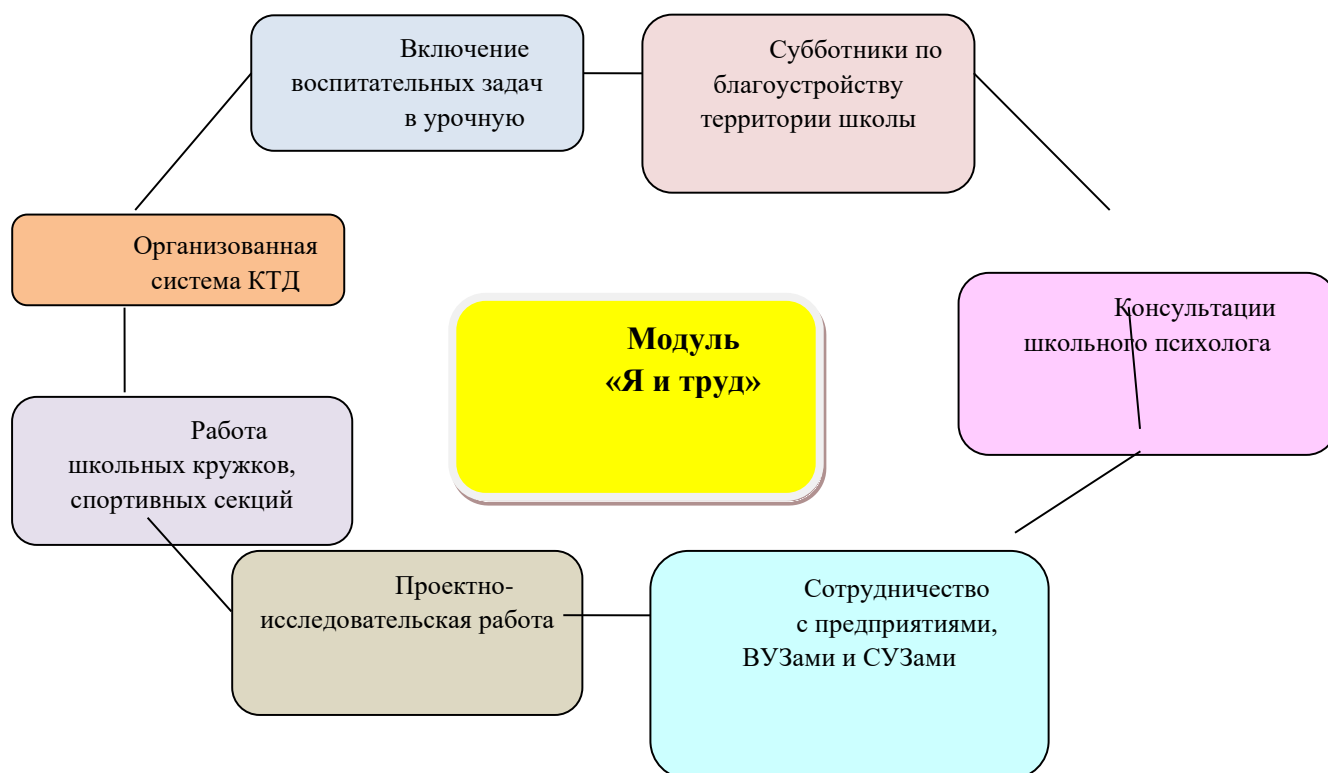 Включение
воспитательных задач
в урочную
Субботники по
благоустройству
территории школы
Организованная
система КТД
Консультации
школьного психолога
Модуль
«Я и труд»
Работа
школьных кружков,
спортивных секций
Проектно-
исследовательская работа
Сотрудничество
с предприятиями,
ВУЗами и СУЗами